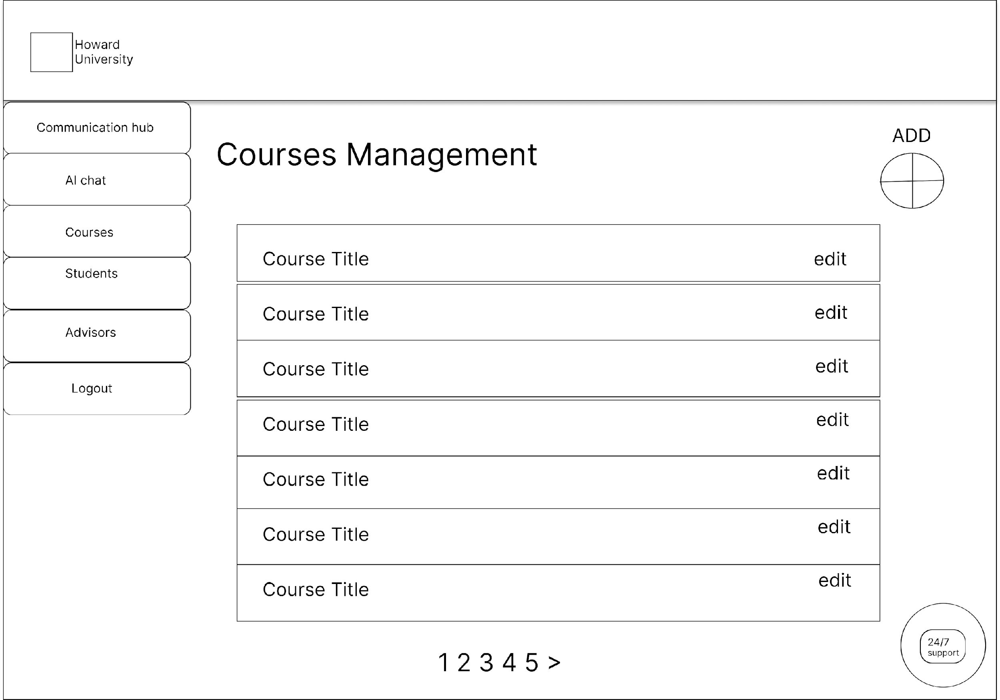 Howard
University
Communication hub
AI chat
Courses
Students
Advisors
Logout
Courses Management
ADD
Course Title edit
Course Title edit
Course Title edit
Course Title edit
Course Title edit
Course Title edit
Course Title edit
1 2 3 4 5 >
24/7
support